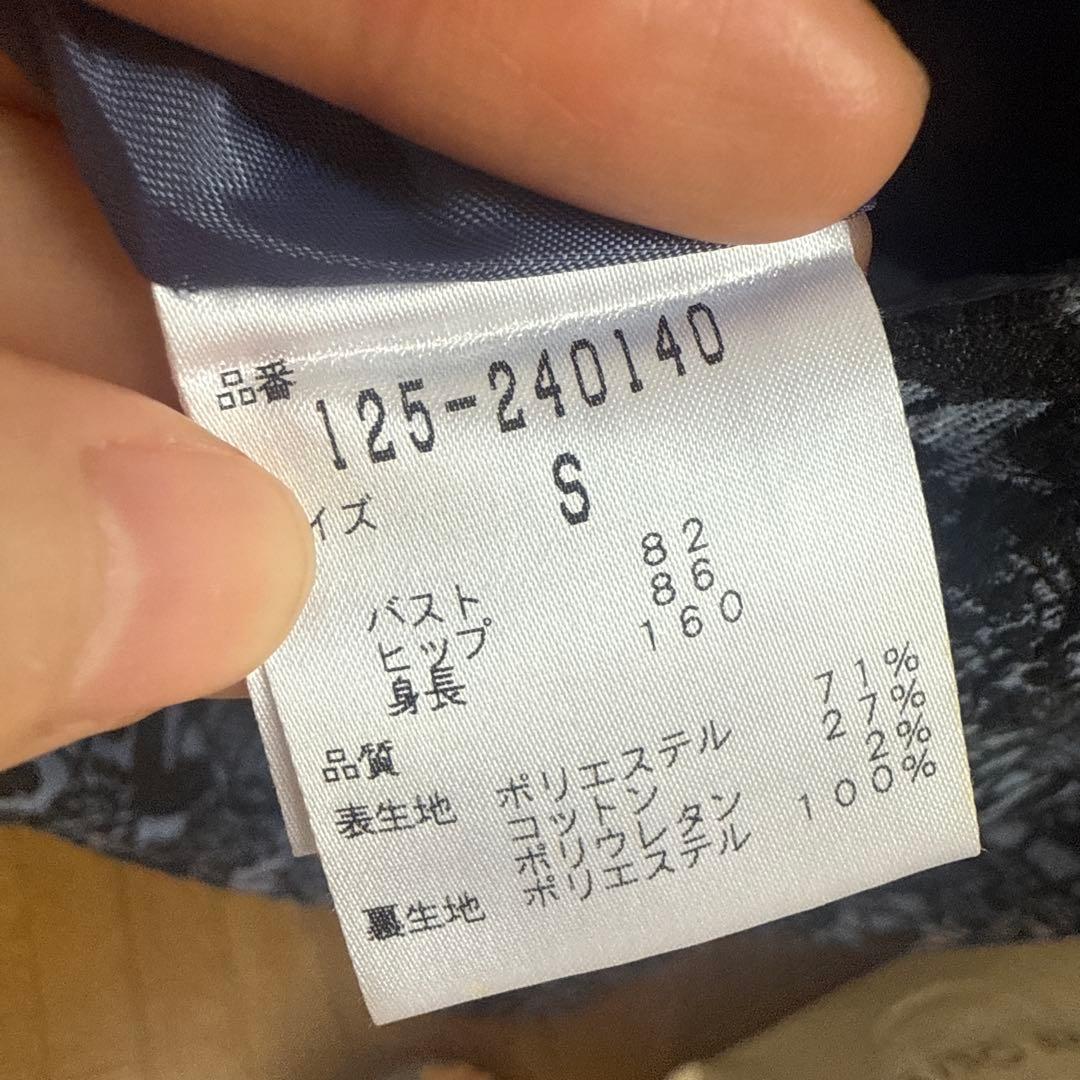 品番 125-240140
イズ S
バスト 82
ヒップ 86
身長 160
品質
表生地 ポリエステル 71%
コットン 27%
ポリウレタン 2%
裏生地 ポリエステル 100%